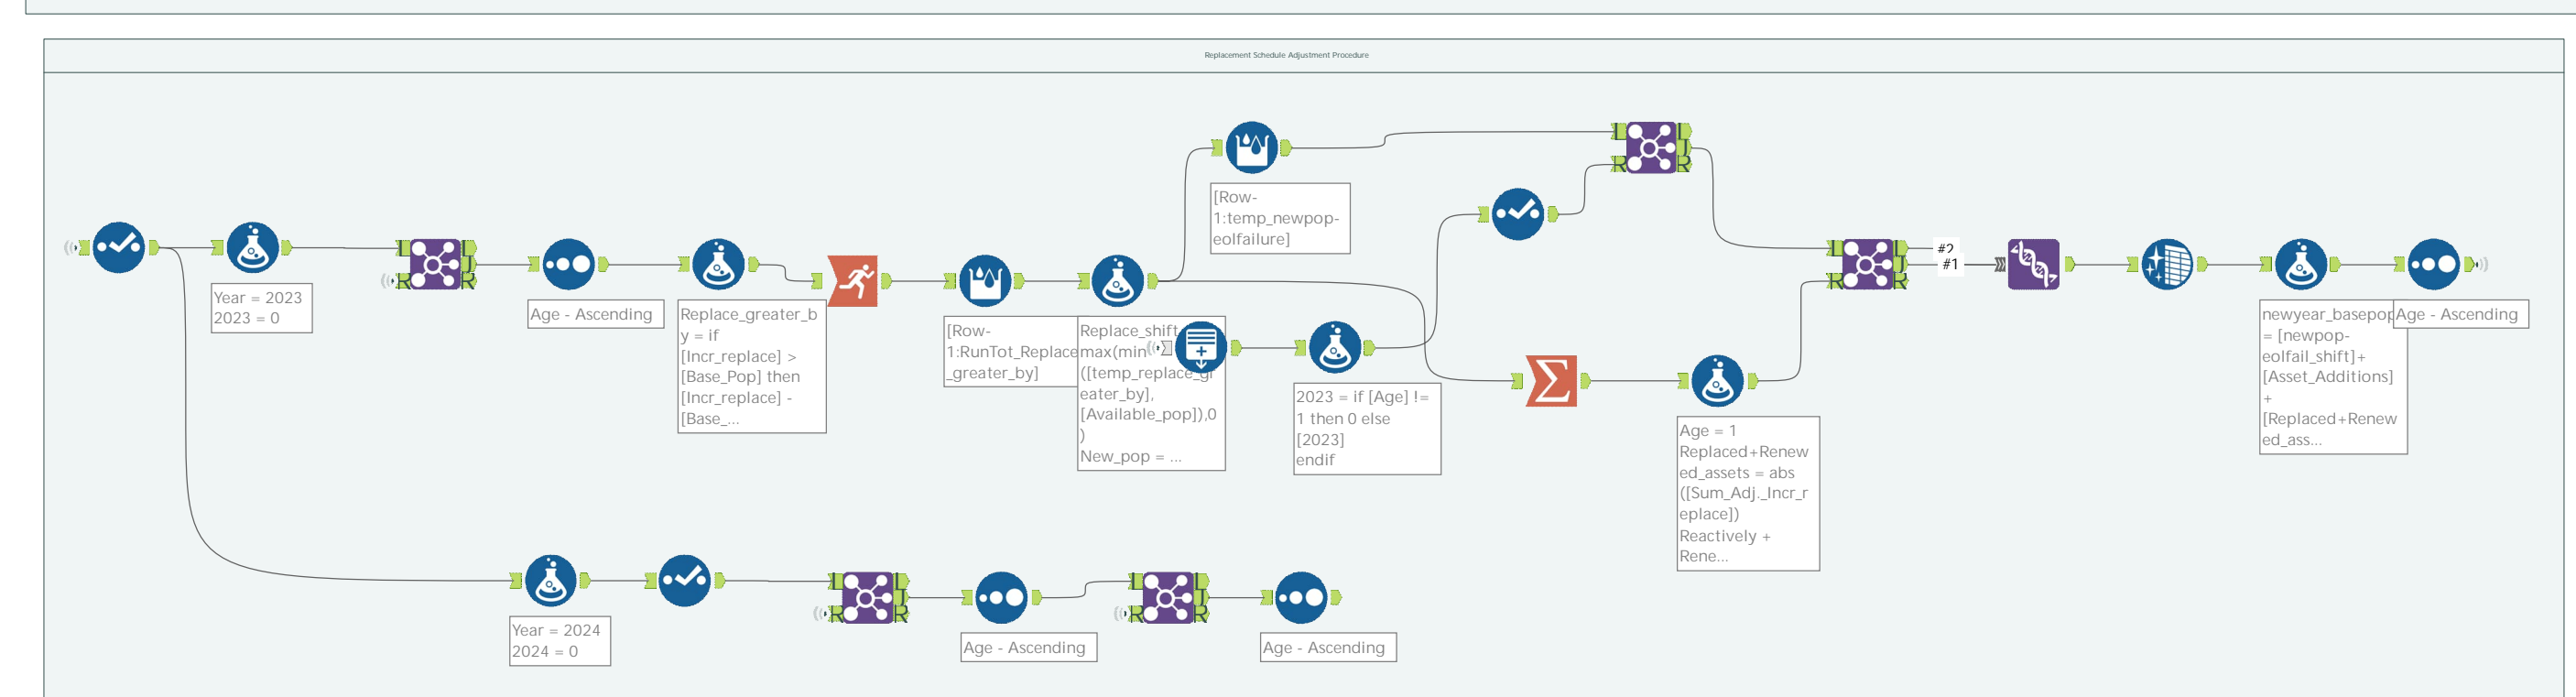 Replacement Schedule Adjustment Procedure
[Row-
1:temp_newpop-
eolfailure]
Year = 2023
2023 = 0
Age - Ascending
Replace_greater_b
y = if
[Incr_replace] >
[Base_Pop] then
[Incr_replace] -
[Base_...
[Row-
1:RunTot_Replace
_greater_by]
Replace_shift
max(min
([temp_replace_gr
eater_by],
[Available_pop]),0
)
New_pop = ...
2023 = if [Age] !=
1 then 0 else
[2023]
endif
Age = 1
Replaced+Renew
ed_assets = abs
([Sum_Adj._Incr_r
eplace])
Reactively +
Rene...
#2
#1
newyear_basepop
= [newpop-
eolfail_shift]+
[Asset_Additions]
+
[Replaced+Renew
ed_ass...
Age - Ascending
Year = 2024
2024 = 0
Age - Ascending
Age - Ascending
L
J
R
L
J
R
L
J
R
L
J
R
L
J
R